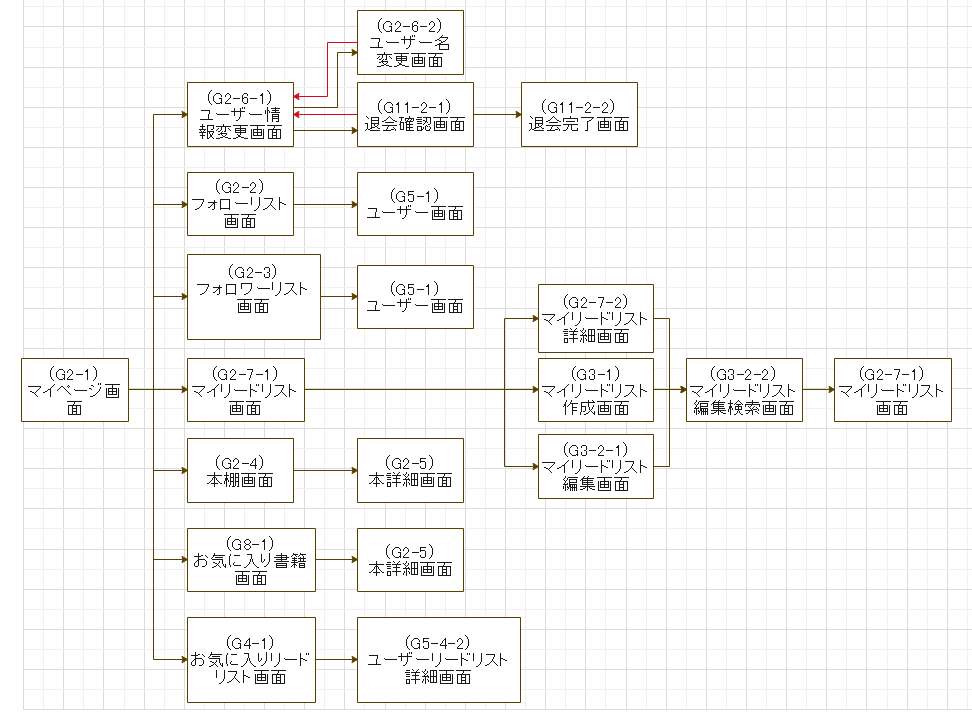 (G2-6-2)
ユーザー名
変更画面
(G2-6-1)
ユーザー情
報変更画面
(G11-2-1)
退会確認画面
(G11-2-2)
退会完了画面
(G2-2)
フォローリスト
画面
(G5-1)
ユーザー画面
(G2-3)
フォロワーリスト
画面
(G5-1)
ユーザー画面
(G2-1)
マイページ画
面
(G2-7-1)
マイリードリスト
画面
(G2-7-2)
マイリードリスト
詳細画面
(G3-1)
マイリードリスト
作成画面
(G3-2-1)
マイリードリスト
編集画面
(G3-2-2)
マイリードリスト
編集検索画面
(G2-7-1)
マイリードリスト
画面
(G2-4)
本棚画面
(G2-5)
本詳細画面
(G8-1)
お気に入り書籍
画面
(G2-5)
本詳細画面
(G4-1)
お気に入りリード
リスト画面
(G5-4-2)
ユーザーリードリスト
詳細画面